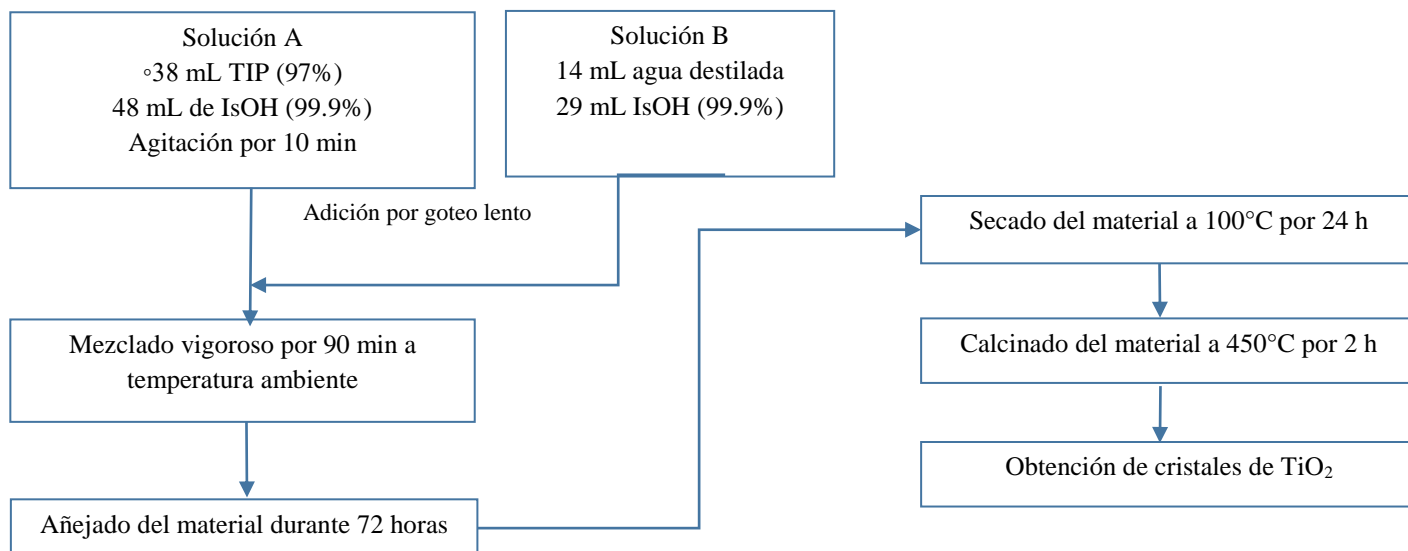 Solución A
◦38 mL TIP (97%)
48 mL de IsOH (99.9%)
Agitación por 10 min
Solución B
14 mL agua destilada
29 mL IsOH (99.9%)
Adición por goteo lento
Mezclado vigoroso por 90 min a
temperatura ambiente
Añejado del material durante 72 horas
Secado del material a 100°C por 24 h
Calcinado del material a 450°C por 2 h
Obtención de cristales de TiO₂